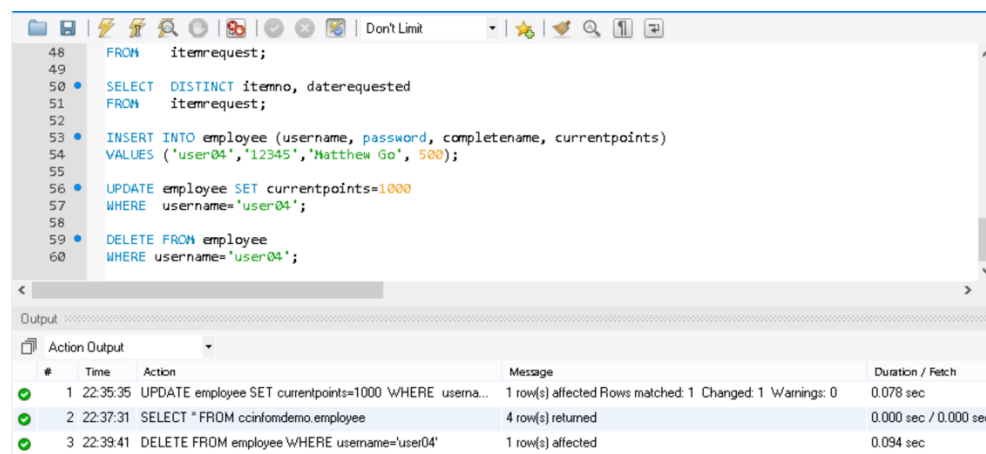 Don't Limit
48 FROM itemrequest;
49
50 SELECT DISTINCT itemno, daterequested
51 FROM itemrequest;
52
53 INSERT INTO employee (username, password, completename, currentpoints)
54 VALUES ('user04','12345','Matthew Go', 500);
55
56 UPDATE employee SET currentpoints=1000
57 WHERE username='user04';
58
59 DELETE FROM employee
60 WHERE username='user04';
Output
Action Output
# Time Action Message Duration / Fetch
1 22:35:35 UPDATE employee SET currentpoints=1000 WHERE userna... 1 row(s) affected Rows matched: 1 Changed: 1 Warnings: 0 0.078 sec
2 22:37:31 SELECT * FROM ccinfomdemo.employee 4 row(s) returned 0.000 sec / 0.000 se
3 22:39:41 DELETE FROM employee WHERE username='user04' 1 row(s) affected 0.094 sec